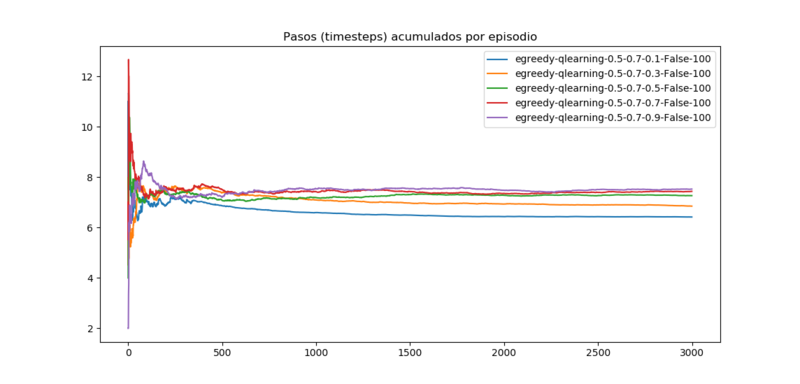 Pasos (timesteps) acumulados por episodio
egreedy-qlearning-0.5-0.7-0.1-False-100
egreedy-qlearning-0.5-0.7-0.3-False-100
egreedy-qlearning-0.5-0.7-0.5-False-100
egreedy-qlearning-0.5-0.7-0.7-False-100
egreedy-qlearning-0.5-0.7-0.9-False-100
12
10
8
6
4
2
0 500 1000 1500 2000 2500 3000